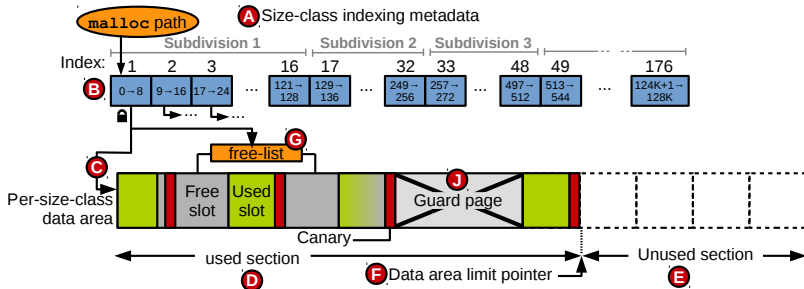 malloc path
A Size-class indexing metadata
Subdivision 1 Subdivision 2 Subdivision 3 ... ...
Index: 1 2 3 16 17 32 33 48 49 176
B 0→8 9→16 17→24 ... 121→128 129→136 ... 249→256 257→272 ... 497→512 513→544 ... 124K+1→128K
... ...
G
free-list
C
J
Per-size-class data area
Free slot
Used slot
Guard page
Canary
used section
Unused section
D
F Data area limit pointer
E